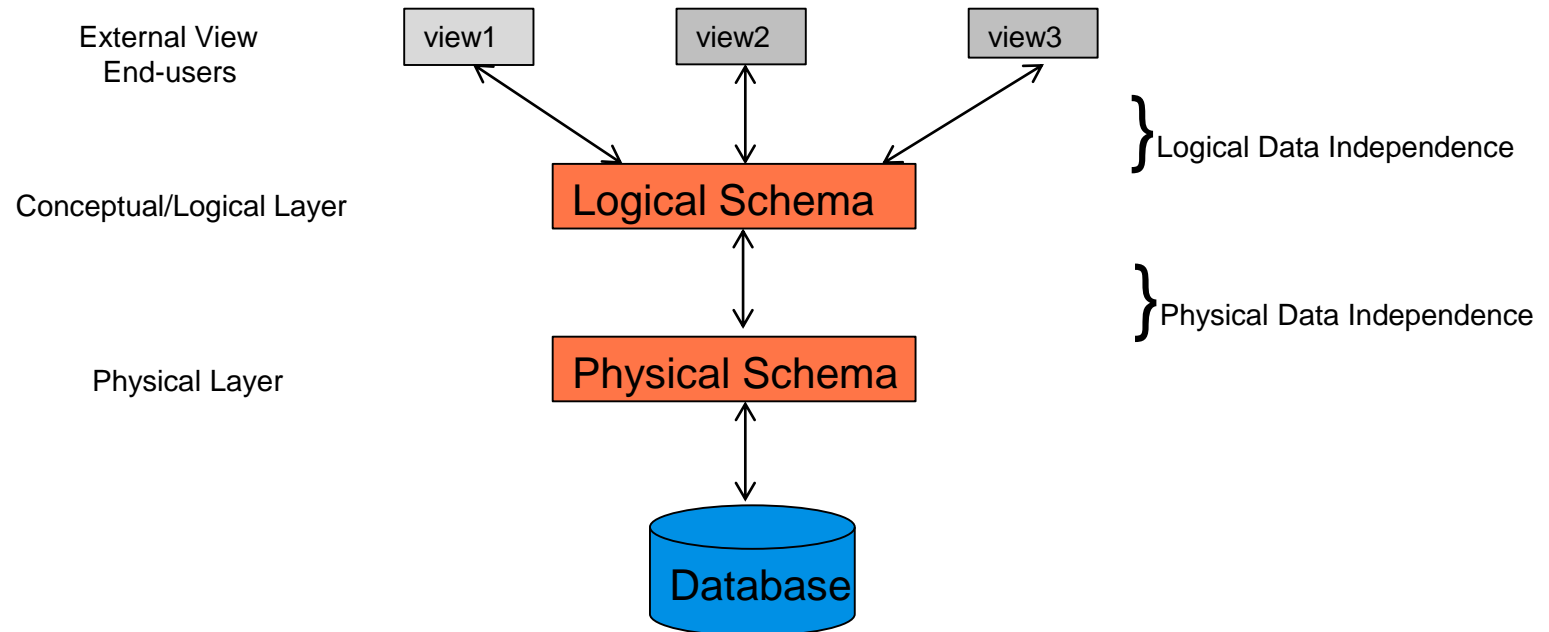 External View
End-users
view1
view2
view3
} Logical Data Independence
Conceptual/Logical Layer
Logical Schema
} Physical Data Independence
Physical Layer
Physical Schema
Database